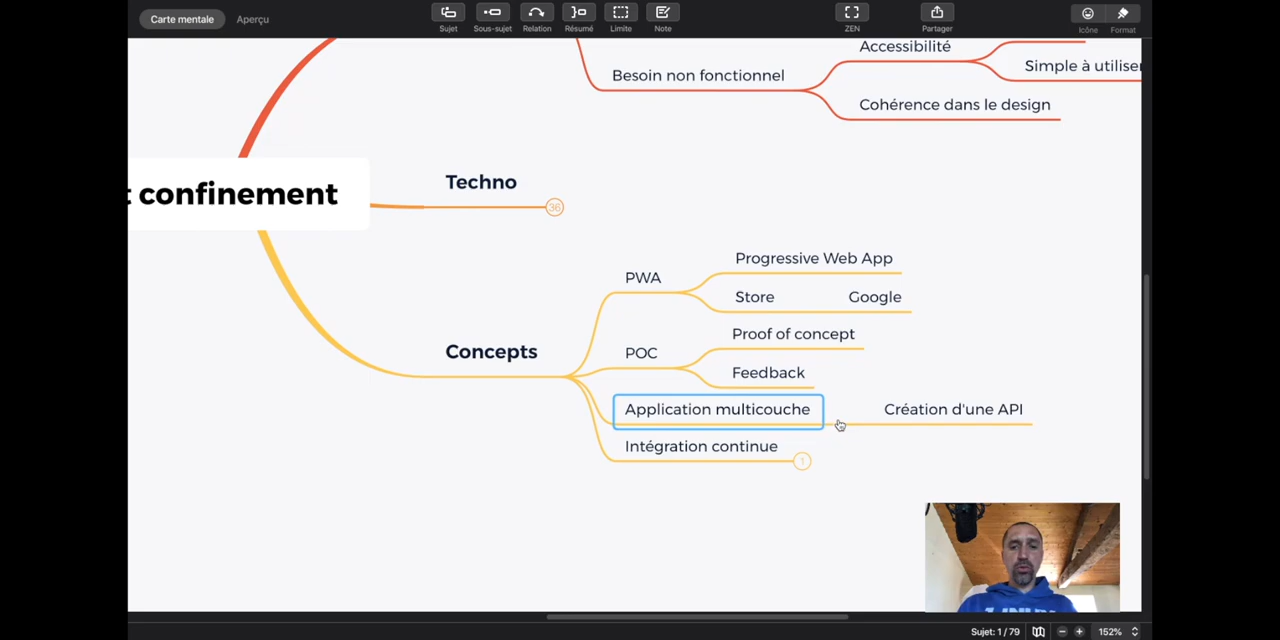 Carte mentale
Aperçu
Sujet
Sous-sujet
Relation
Résumé
Limite
Note
ZEN
Partager
Icône
Format
Accessibilité
Besoin non fonctionnel
Simple à utiliser
Cohérence dans le design
Techno
36
t confinement
Progressive Web App
PWA
Store
Google
Proof of concept
Concepts
POC
Feedback
Application multicouche
Création d'une API
Intégration continue
1
Sujet: 1 / 79
152%